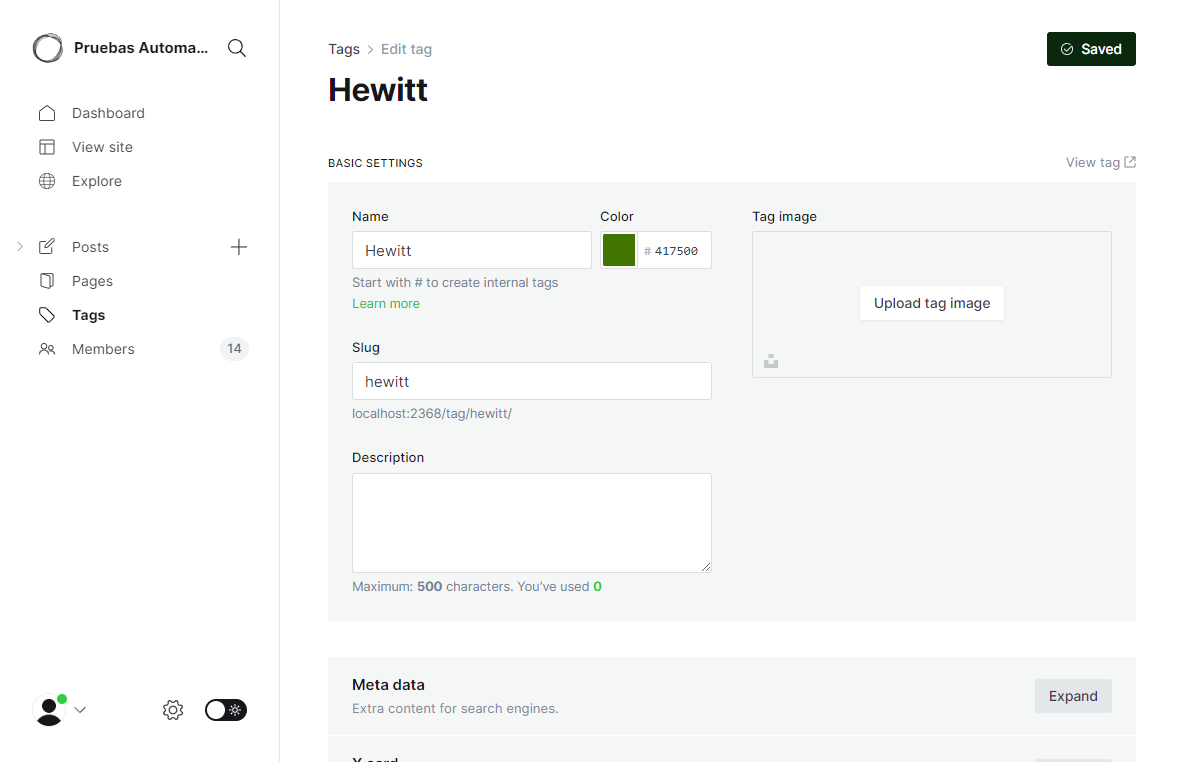 Pruebas Automa...
Dashboard
View site
Explore
Posts
Pages
Tags
Members 14
Tags > Edit tag
Saved
Hewitt
BASIC SETTINGS
View tag
Name
Hewitt
Start with # to create internal tags
Learn more
Color
# 417500
Slug
hewitt
localhost:2368/tag/hewitt/
Description
Maximum: 500 characters. You’ve used 0
Tag image
Upload tag image
Meta data
Extra content for search engines.
Expand
X card